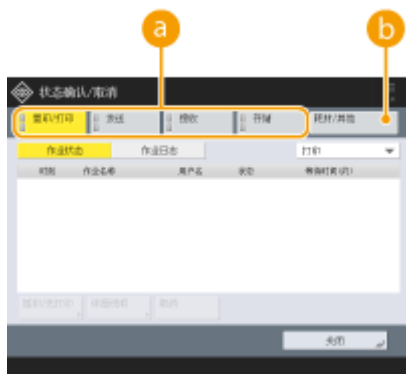 a
b
状态确认/取消
复印/打印 发送 接收 存储 耗材/其他
作业状态 作业日志 打印
时间 作业名称 用户名 状态 等待时间(约)
取消
关闭